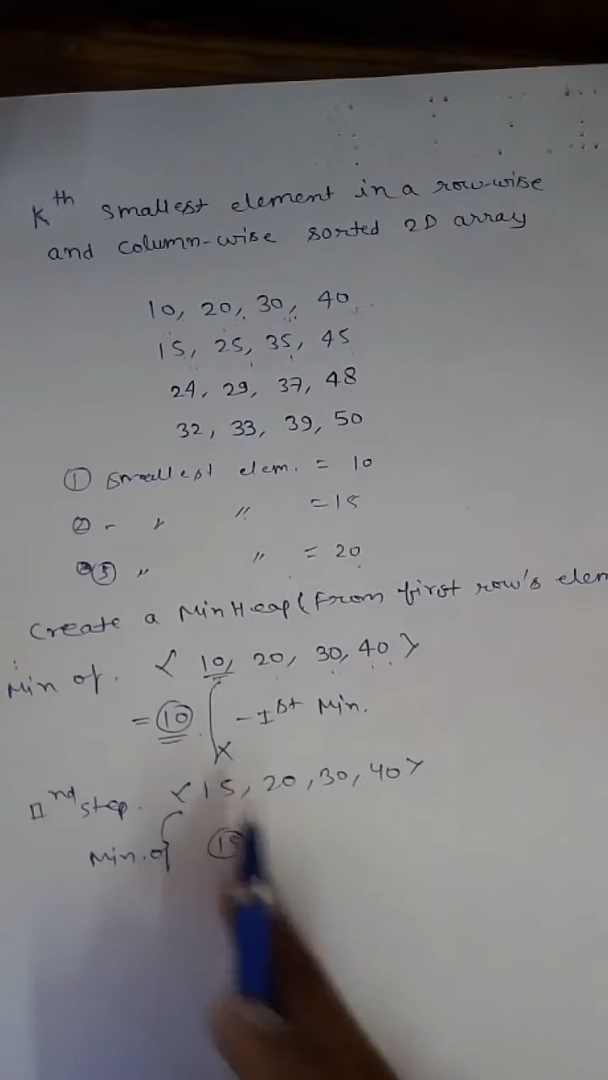 Kth smallest element in a row-wise
and column-wise sorted 2D array
10, 20, 30, 40
15, 25, 35, 45
24, 29, 37, 48
32, 33, 39, 50
① Smallest elem. = 10
② - " " = 15
③ " " = 20
Create a MinHeap (From first row's elem
Min of. < 10, 20, 30, 40 >
= 10 - Ist Min.
IInd step. < 15, 20, 30, 40 >
Min. of